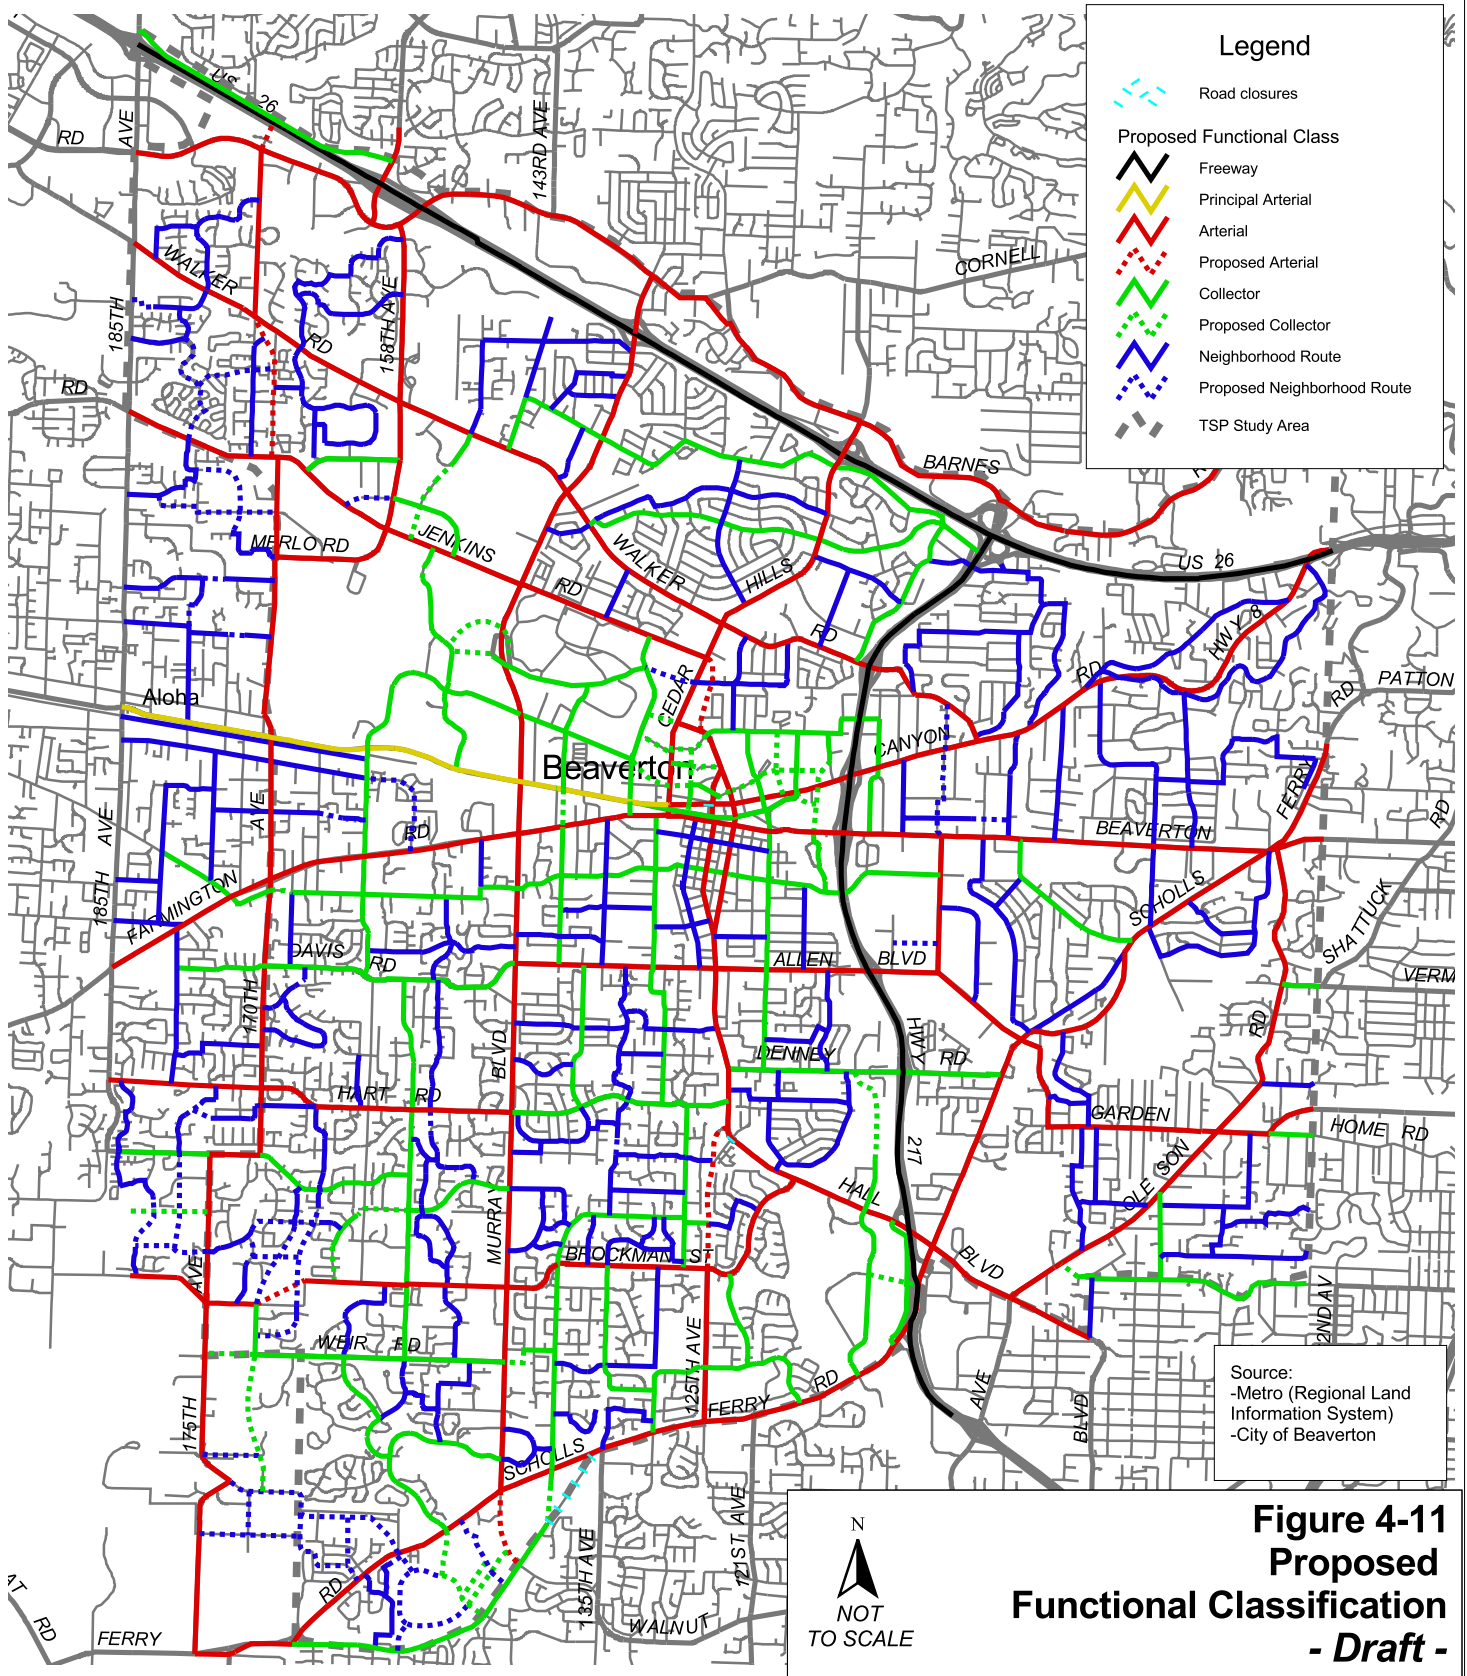 Legend
Road closures
Proposed Functional Class
Freeway
Principal Arterial
Arterial
Proposed Arterial
Collector
Proposed Collector
Neighborhood Route
Proposed Neighborhood Route
TSP Study Area
US 26
RD
AVE
143RD AVE
CORNELL
WALKER
RD
185TH
158TH AVE
RD
BARNES
MERLO RD
JENKINS
RD
WALKER
HILLS
RD
US 26
HWY 8
RD
CEDAR
Aloha
PATTON
RD
CANYON
Beaverton
AVE
AVE
RD
FERRY
RD
BEAVERTON
185TH
FARMINGTON
SCHOLLS
SHATTUCK
DAVIS
RD
ALLEN
BLVD
VERM
170TH
BLVD
HWY
RD
DENNEY
RD
HART
RD
GARDEN
HOME RD
217
OLESON
HALL
MURRAY
BROCKMAN ST
BLVD
AVE
WEIR RD
2ND AV
125TH AVE
RD
FERRY
AVE
BLVD
175TH
SCHOLLS
Source:
-Metro (Regional Land
Information System)
-City of Beaverton
121ST AVE
135TH AVE
RD
WALNUT
AT
RD
FERRY
N
NOT
TO SCALE
Figure 4-11
Proposed
Functional Classification
- Draft -